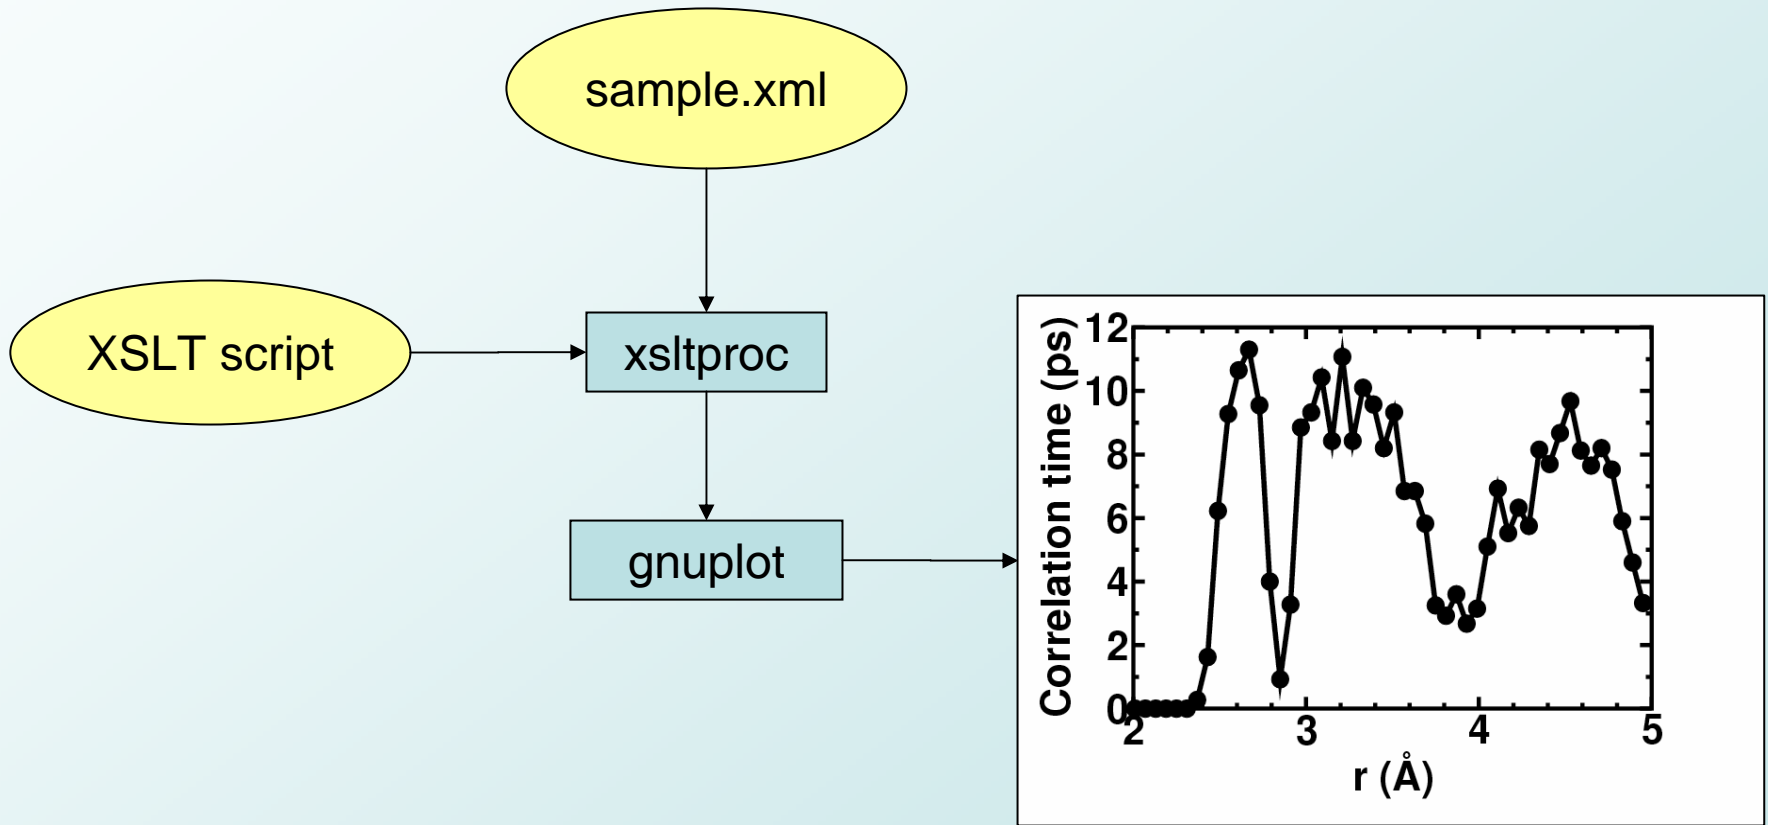 sample.xml
XSLT script
xsltproc
gnuplot
Correlation time (ps)
12
10
8
6
4
2
0
2 3 4 5
r (Å)